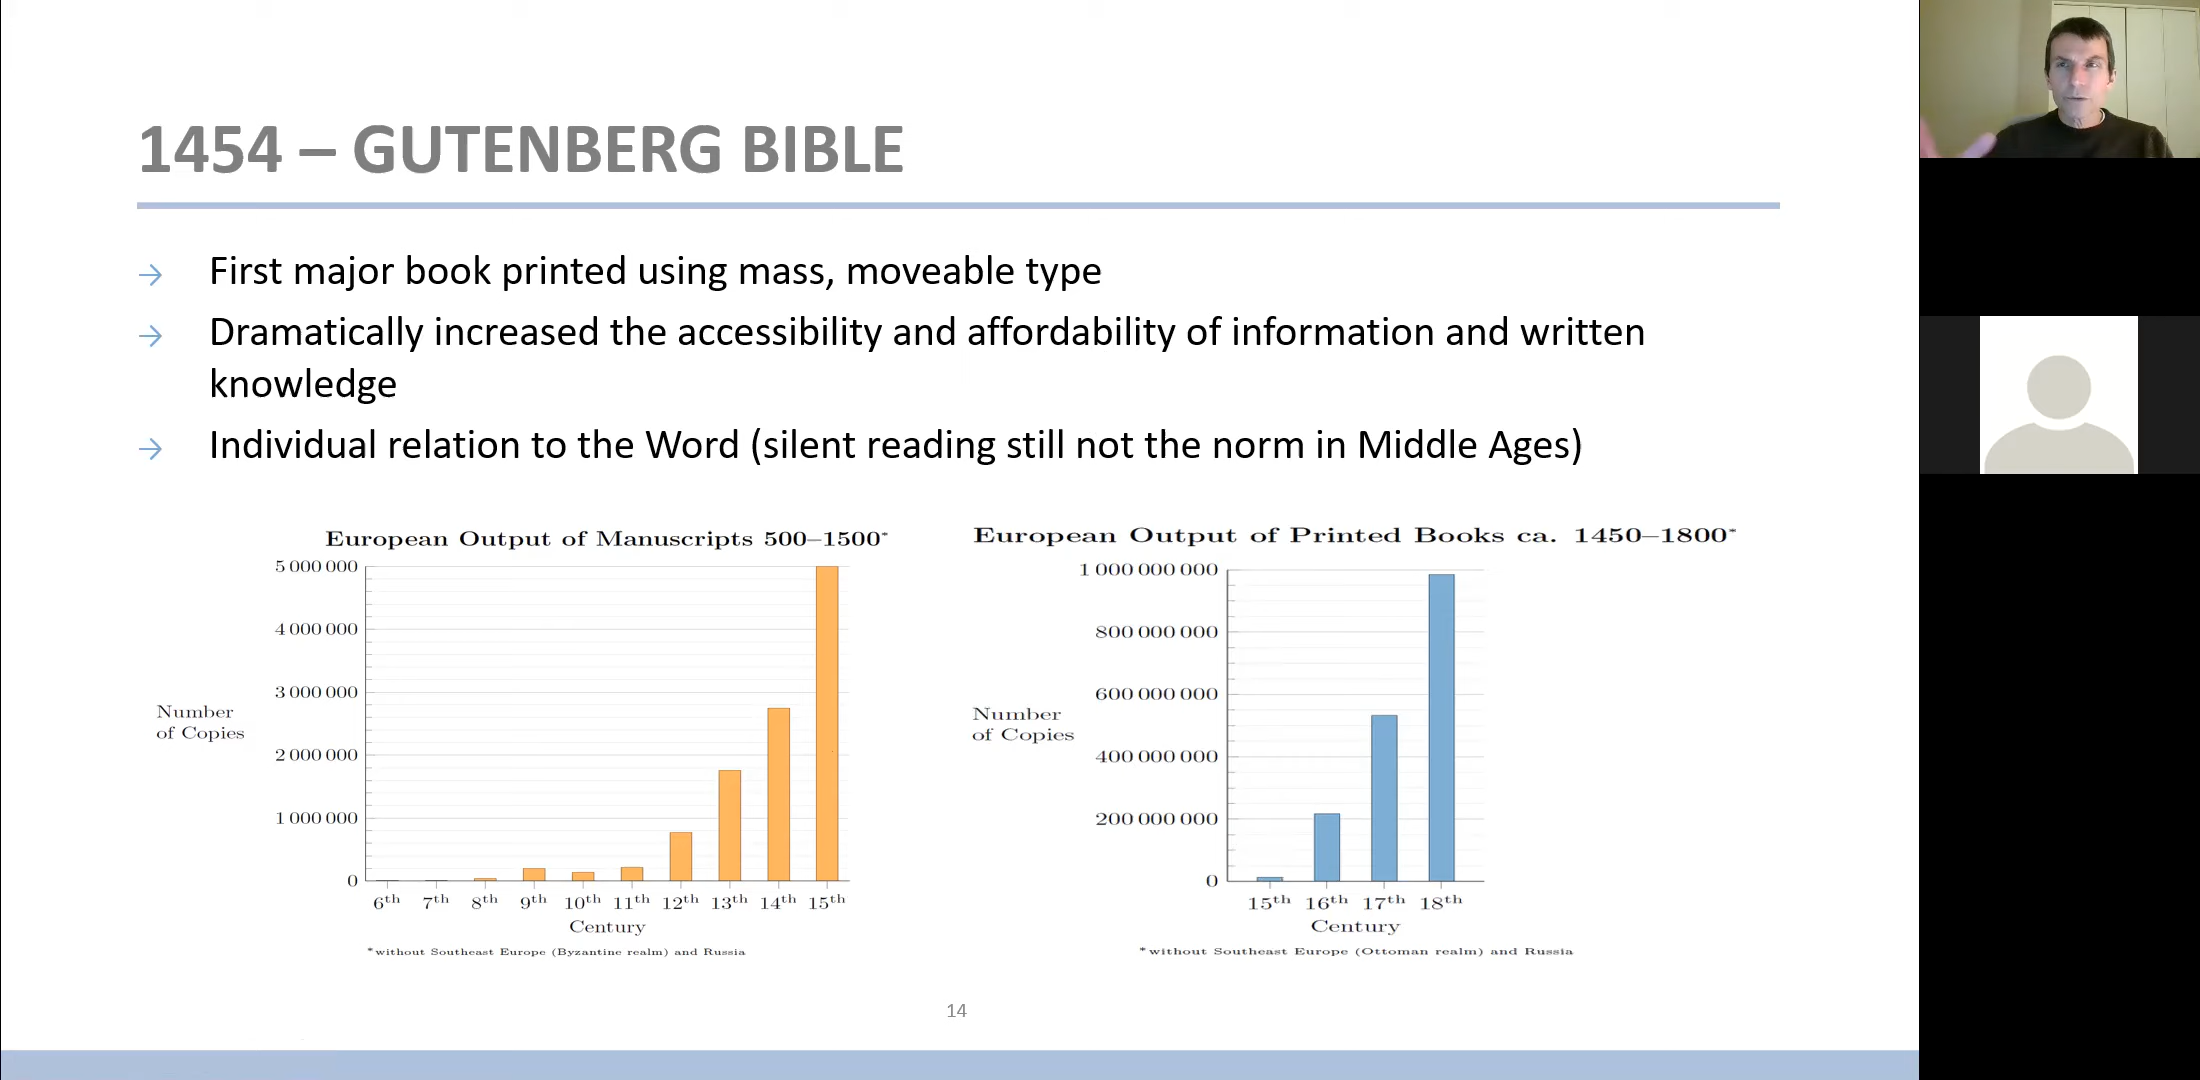 1454 – GUTENBERG BIBLE
→ First major book printed using mass, moveable type
→ Dramatically increased the accessibility and affordability of information and written
knowledge
→ Individual relation to the Word (silent reading still not the norm in Middle Ages)
European Output of Manuscripts 500–1500*
5 000 000
4 000 000
3 000 000
2 000 000
1 000 000
0
Number
of Copies
6th 7th 8th 9th 10th 11th 12th 13th 14th 15th
Century
*without Southeast Europe (Byzantine realm) and Russia
European Output of Printed Books ca. 1450–1800*
1 000 000 000
800 000 000
600 000 000
400 000 000
200 000 000
0
Number
of Copies
15th 16th 17th 18th
Century
*without Southeast Europe (Ottoman realm) and Russia
14